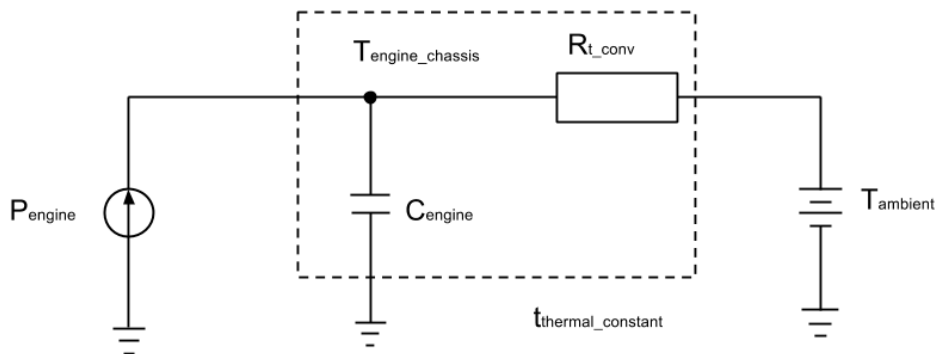 Tengine_chassis
Rt_conv
Pengine
Cengine
Tambient
tthermal_constant